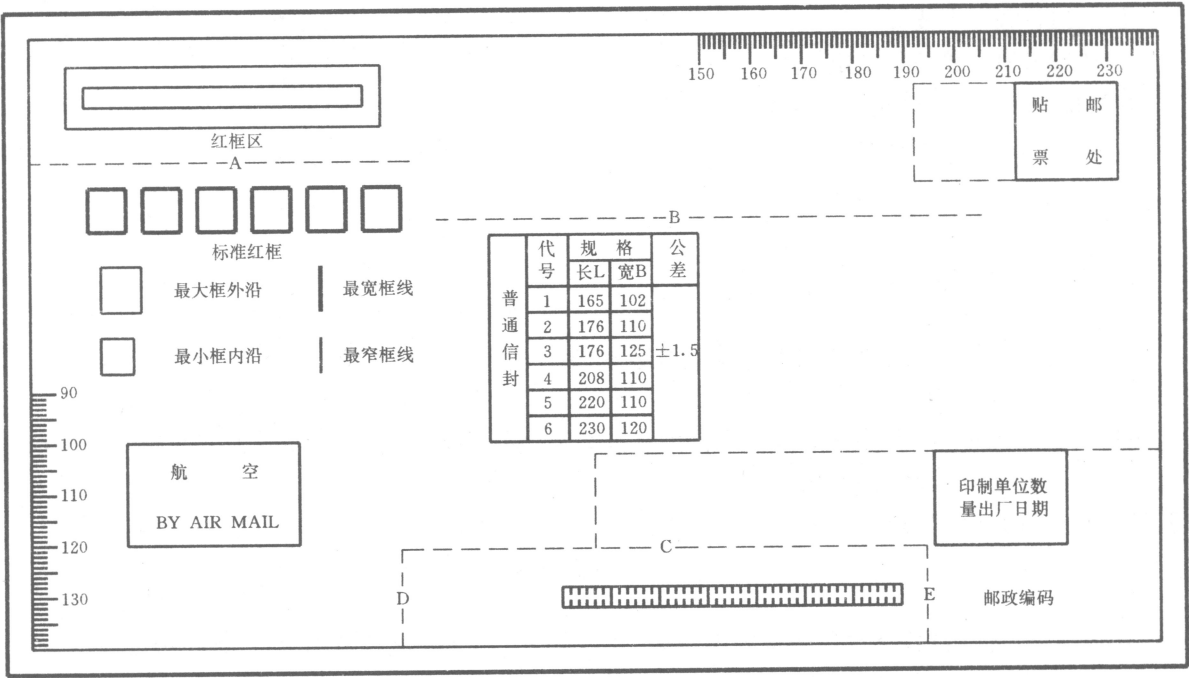 150 160 170 180 190 200 210 220 230
贴 邮
票 处
红框区
A
B
标准红框
最大框外沿
最宽框线
最小框内沿
最窄框线
普通信封
代号 规格 公差
长L 宽B
1 165 102
2 176 110
3 176 125 ±1.5
4 208 110
5 220 110
6 230 120
90
100
110
120
130
航 空
BY AIR MAIL
印制单位数
量出厂日期
C
D
E
邮政编码